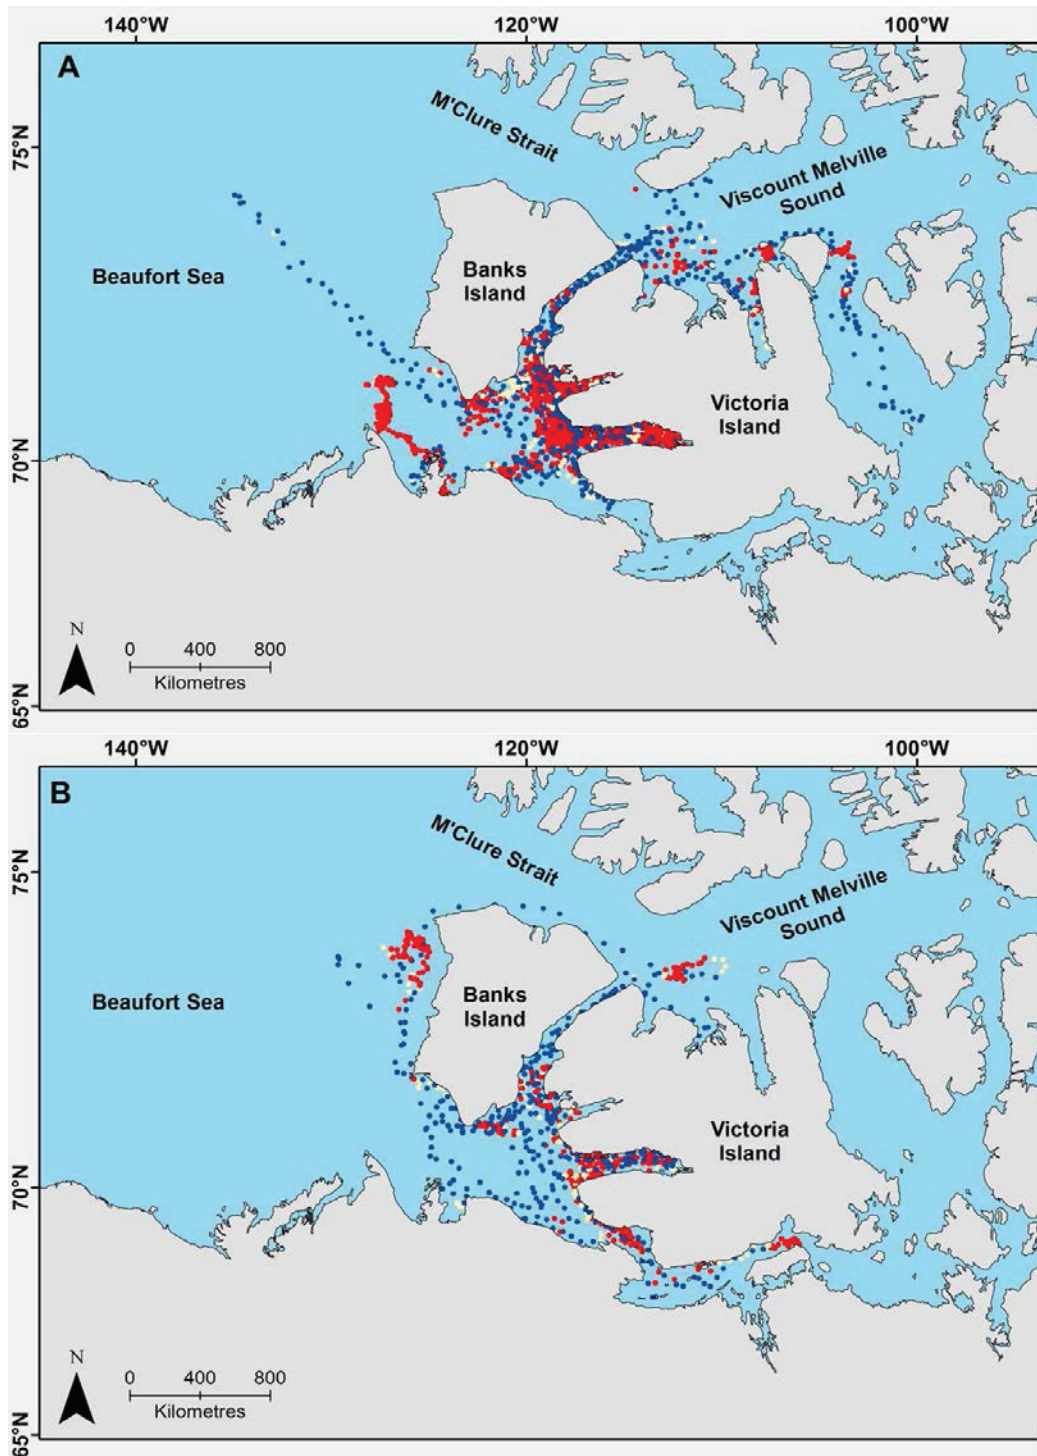 140°W 120°W 100°W
A
M'Clure Strait
75°N
Viscount Melville
Sound
Beaufort Sea
Banks
Island
Victoria
Island
70°N
N
0 400 800
Kilometres
65°N
140°W 120°W 100°W
B
M'Clure Strait
75°N
Viscount Melville
Sound
Beaufort Sea
Banks
Island
Victoria
Island
70°N
N
0 400 800
Kilometres
65°N